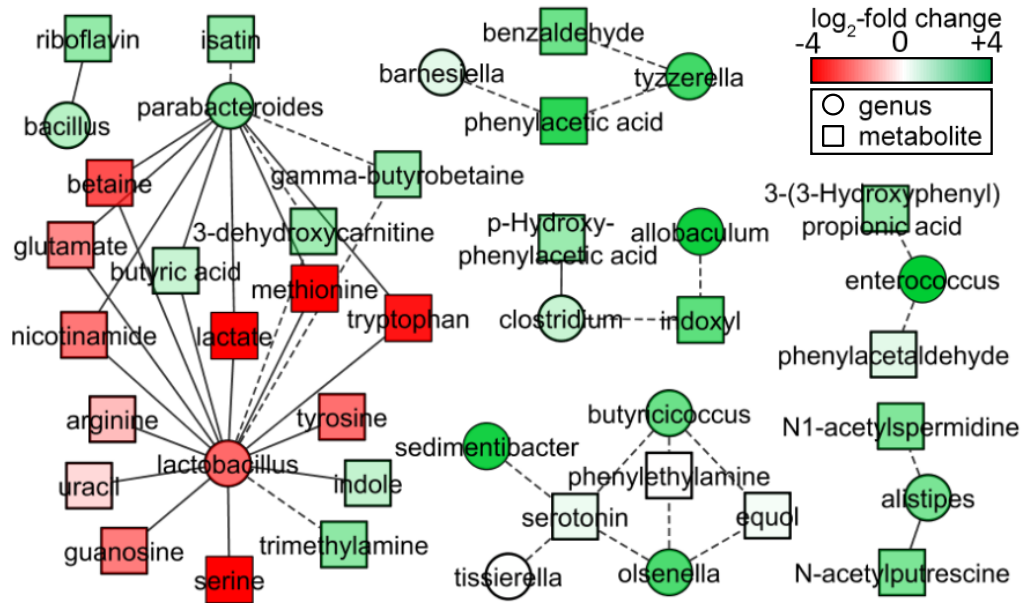 riboflavin
isatin
benzaldehyde
log2-fold change
-4 0 +4
barnesiella
tyzzerella
bacillus
parabacteroides
phenylacetic acid
genus
metabolite
betaine
gamma-butyrobetaine
3-(3-Hydroxyphenyl)
propionic acid
glutamate
3-dehydroxycarnitine
p-Hydroxy-
phenylacetic acid
allobaculum
butyric acid
methionine
enterococcus
nicotinamide
lactate
tryptophan
clostridium
indoxyl
phenylacetaldehyde
arginine
tyrosine
butyricicoccus
N1-acetylspermidine
sedimentibacter
lactobacillus
phenylethylamine
uracil
indole
alistipes
serotonin
equol
guanosine
trimethylamine
serine
tissierella
olsenella
N-acetylputrescine